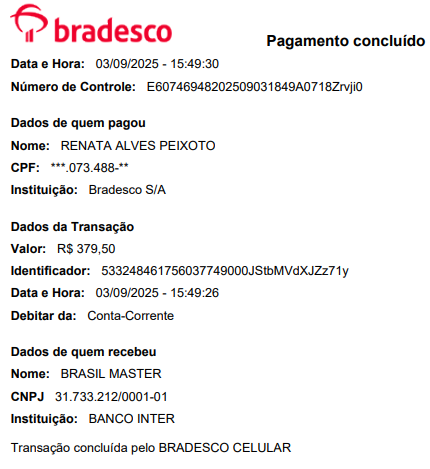 bradesco
Pagamento concluído
Data e Hora: 03/09/2025 - 15:49:30
Número de Controle: E60746948202509031849A0718Zrvji0
Dados de quem pagou
Nome: RENATA ALVES PEIXOTO
CPF: ***.073.488-**
Instituição: Bradesco S/A
Dados da Transação
Valor: R$ 379,50
Identificador: 533248461756037749000JStbMVdXJZz71y
Data e Hora: 03/09/2025 - 15:49:26
Debitar da: Conta-Corrente
Dados de quem recebeu
Nome: BRASIL MASTER
CNPJ 31.733.212/0001-01
Instituição: BANCO INTER
Transação concluída pelo BRADESCO CELULAR